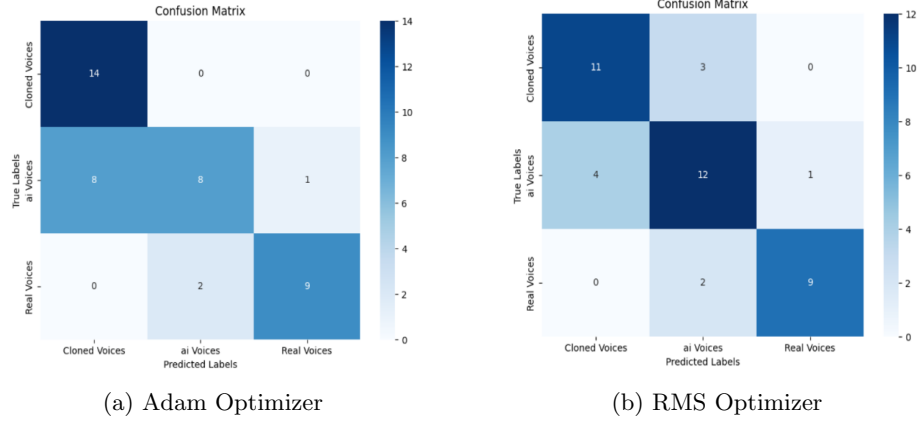 Confusion Matrix
Cloned Voices
ai Voices
Real Voices
True Labels
14 0 0
8 8 1
0 2 9
Cloned Voices ai Voices Real Voices
Predicted Labels
14
12
10
8
6
4
2
0
(a) Adam Optimizer
Confusion Matrix
Cloned Voices
ai Voices
Real Voices
True Labels
11 3 0
4 12 1
0 2 9
Cloned Voices ai Voices Real Voices
Predicted Labels
12
10
8
6
4
2
0
(b) RMS Optimizer